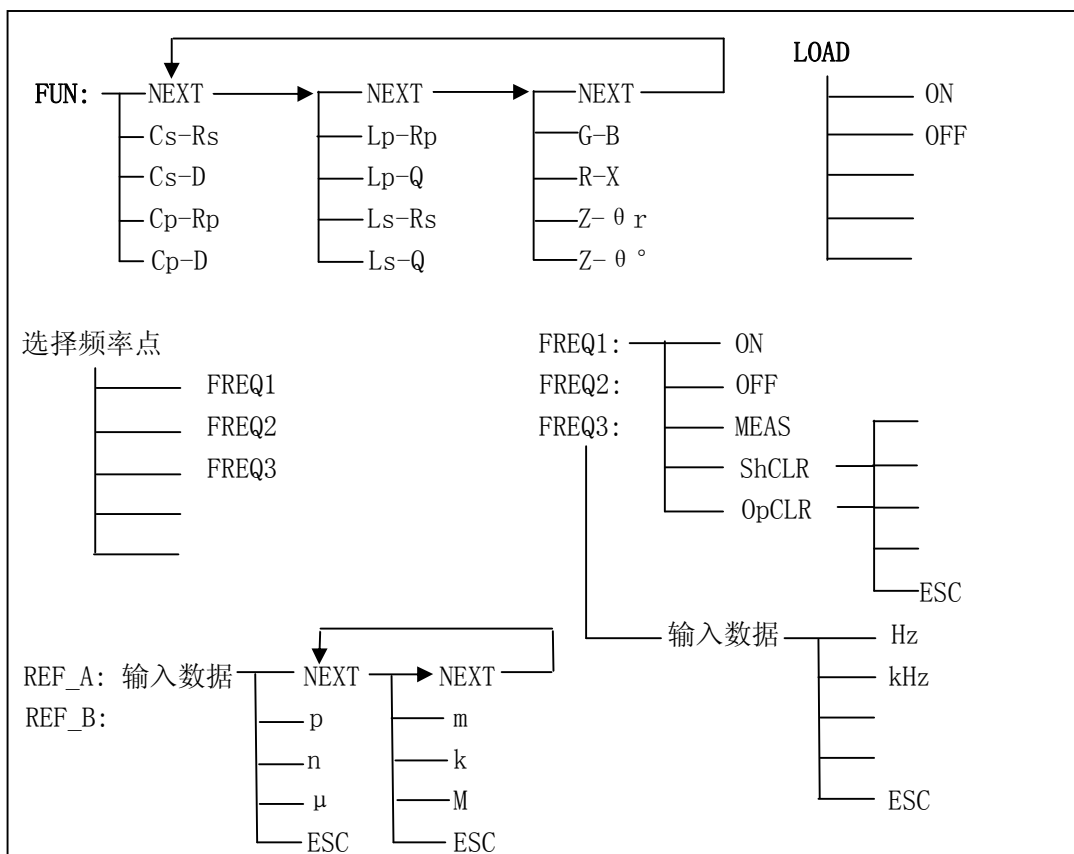 LOAD
FUN: NEXT NEXT NEXT ON
Cs-Rs Lp-Rp G-B OFF
Cs-D Lp-Q R-X
Cp-Rp Ls-Rs Z-θr
Cp-D Ls-Q Z-θ°
选择频率点 FREQ1: ON
FREQ1 FREQ2: OFF
FREQ2 FREQ3: MEAS
FREQ3 ShCLR
OpCLR
ESC
输入数据 Hz
REF_A: 输入数据 NEXT NEXT kHz
REF_B: p m
n k
μ M ESC
ESC ESC